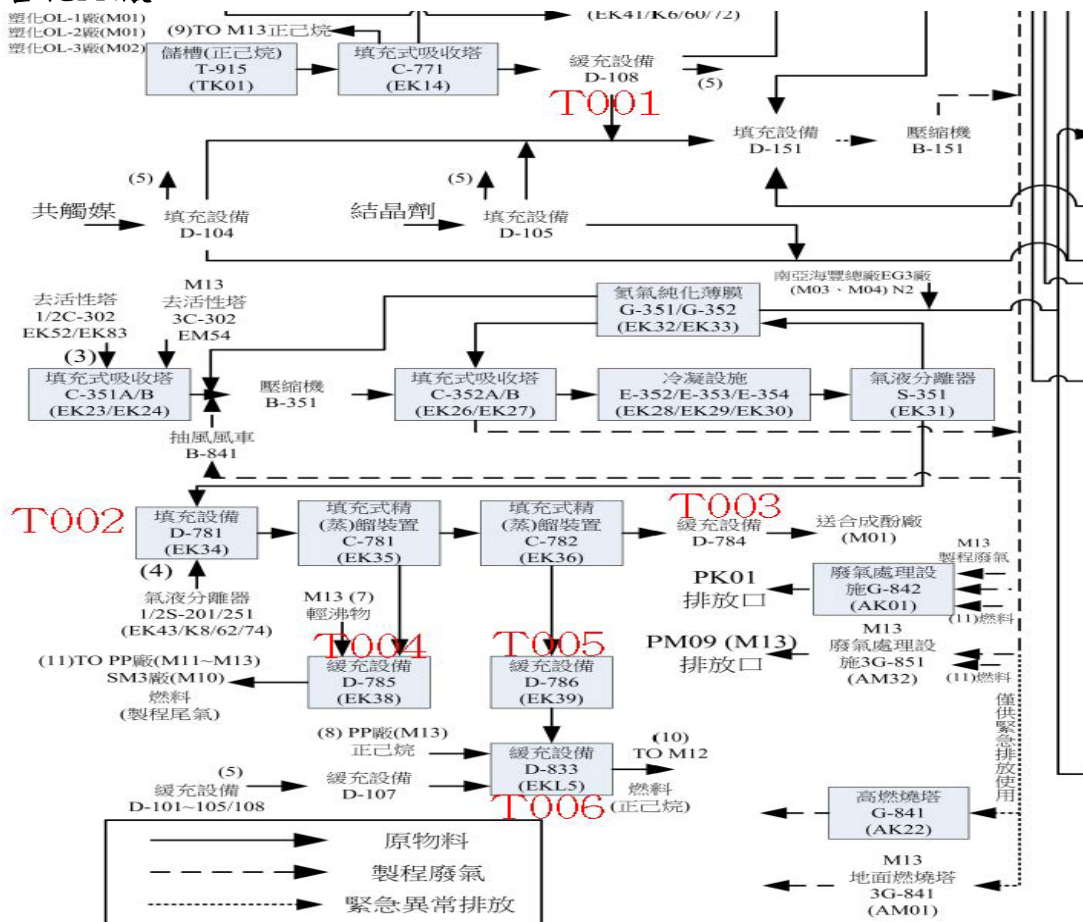 塑化OL-1廠(M01)
塑化OL-2廠(M01)
塑化OL-3廠(M02)
(9)TO M13正己烷
(EK41/K6/60/72)
儲槽(正己烷)
T-915
(TK01)
填充式吸收塔
C-771
(EK14)
緩充設備
D-108
(5)
T001
填充設備
D-151
壓縮機
B-151
(5)
(5)
共觸媒
填充設備
D-104
結晶劑
填充設備
D-105
南亞海豐總廠EG3廠
(M03、M04) N2
去活性塔
1/2C-302
EK52/EK83
M13
去活性塔
3C-302
EM54
氮氣純化薄膜
G-351/G-352
(EK32/EK33)
(3)
填充式吸收塔
C-351A/B
(EK23/EK24)
壓縮機
B-351
填充式吸收塔
C-352A/B
(EK26/EK27)
冷凝設施
E-352/E-353/E-354
(EK28/EK29/EK30)
氣液分離器
S-351
(EK31)
抽風風車
B-841
T002
填充設備
D-781
(EK34)
填充式精
(蒸)餾裝置
C-781
(EK35)
填充式精
(蒸)餾裝置
C-782
(EK36)
T003
緩充設備
D-784
送合成酚廠
(M01)
(4)
氣液分離器
1/2S-201/251
(EK43/K8/62/74)
M13 (7)
輕沸物
PK01
排放口
廢氣處理設
施G-842
(AK01)
M13
製程廢氣
(11)燃料
T004
T005
PM09 (M13)
排放口
M13
廢氣處理設
施3G-851
(AM32)
(11)燃料
(11)TO PP廠(M11~M13)
SM3廠(M10)
燃料
(製程尾氣)
緩充設備
D-785
(EK38)
緩充設備
D-786
(EK39)
僅供緊急排放使用
(8) PP廠(M13)
正己烷
緩充設備
D-833
(EKL5)
(10)
TO M12
燃料
(正己烷)
(5)
緩充設備
D-101~105/108
緩充設備
D-107
T006
高燃燒塔
G-841
(AK22)
原物料
製程廢氣
緊急異常排放
M13
地面燃燒塔
3G-841
(AM01)